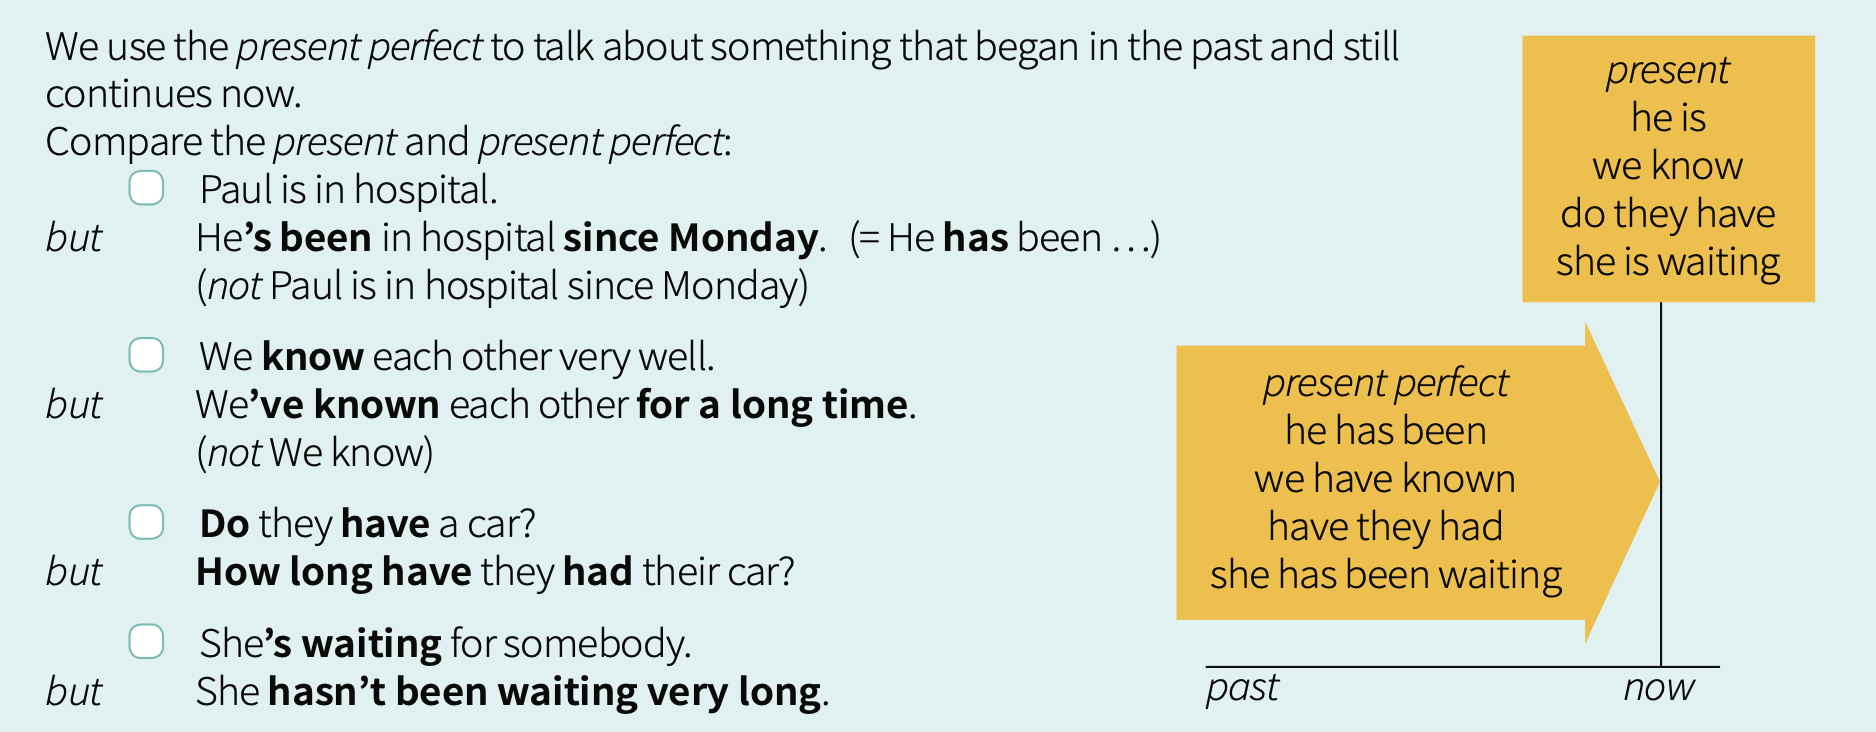 We use the present perfect to talk about something that began in the past and still
continues now.
Compare the present and present perfect:
Paul is in hospital.
but He’s been in hospital since Monday. (= He has been …)
(not Paul is in hospital since Monday)
We know each other very well.
but We’ve known each other for a long time.
(not We know)
Do they have a car?
but How long have they had their car?
She’s waiting for somebody.
but She hasn’t been waiting very long.
present
he is
we know
do they have
she is waiting
present perfect
he has been
we have known
have they had
she has been waiting
past now